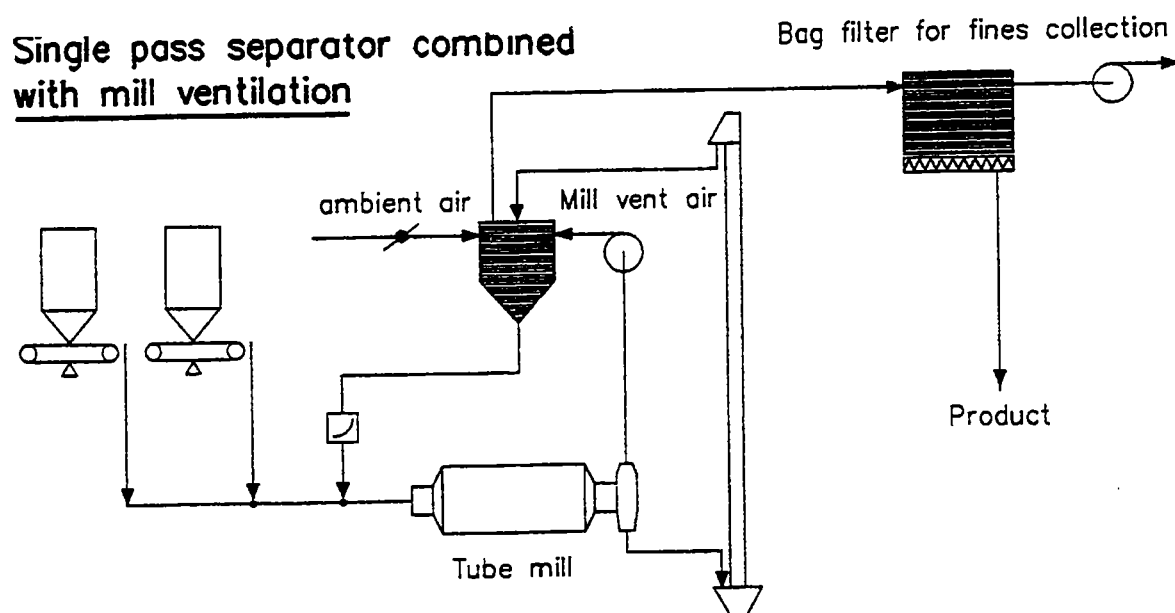 Single pass separator combined
with mill ventilation
Bag filter for fines collection
ambient air
Mill vent air
Product
Tube mill